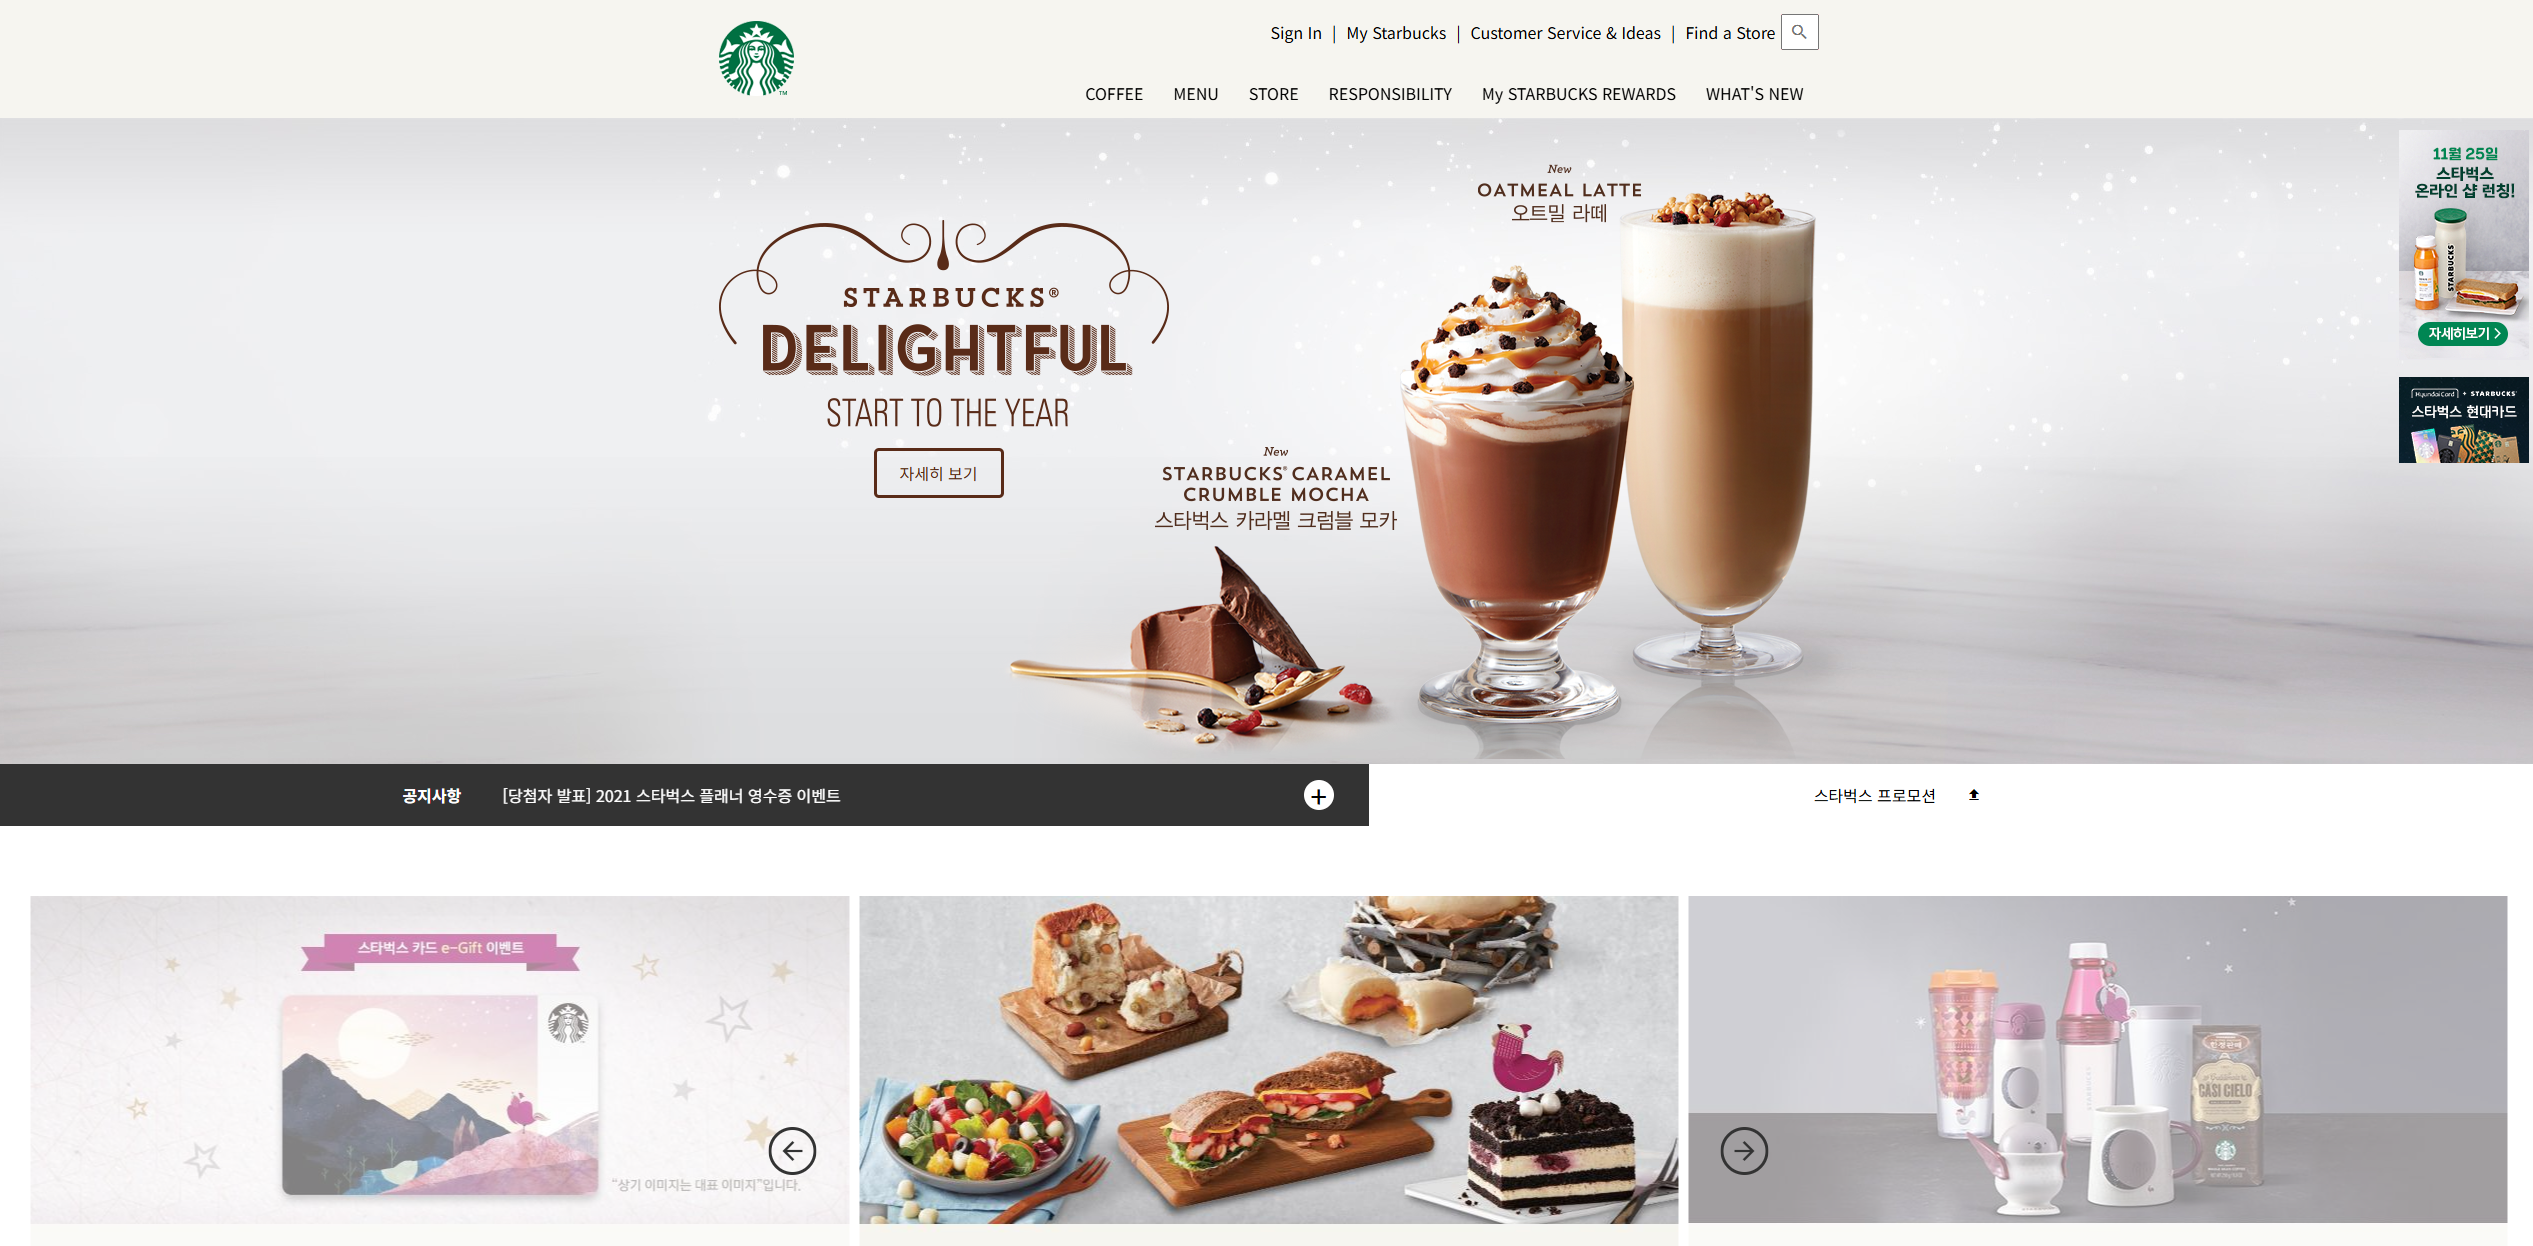 Sign In | My Starbucks | Customer Service & Ideas | Find a Store
COFFEE MENU STORE RESPONSIBILITY My STARBUCKS REWARDS WHAT'S NEW
STARBUCKS®
DELIGHTFUL
START TO THE YEAR
자세히 보기
New
OATMEAL LATTE
오트밀 라떼
New
STARBUCKS® CARAMEL
CRUMBLE MOCHA
스타벅스 카라멜 크럼블 모카
11월 25일
스타벅스
온라인 샵 런칭!
STARBUCKS
자세히보기 >
HyundaiCard + STARBUCKS
스타벅스 현대카드
공지사항 [당첨자 발표] 2021 스타벅스 플래너 영수증 이벤트
스타벅스 프로모션
스타벅스 카드 e-Gift 이벤트
“상기 이미지는 대표 이미지”입니다.
CASI CIELO